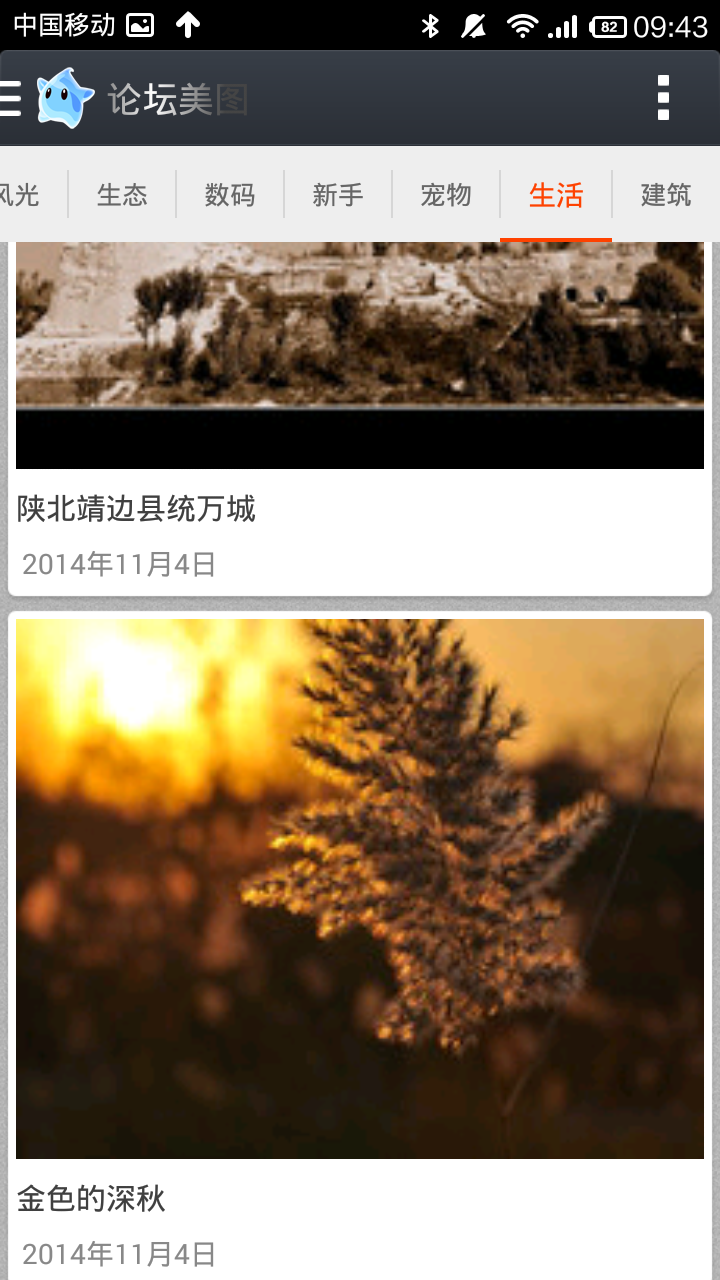 中国移动 82 09:43
论坛美图
风光 生态 数码 新手 宠物 生活 建筑
陕北靖边县统万城
2014年11月4日
金色的深秋
2014年11月4日